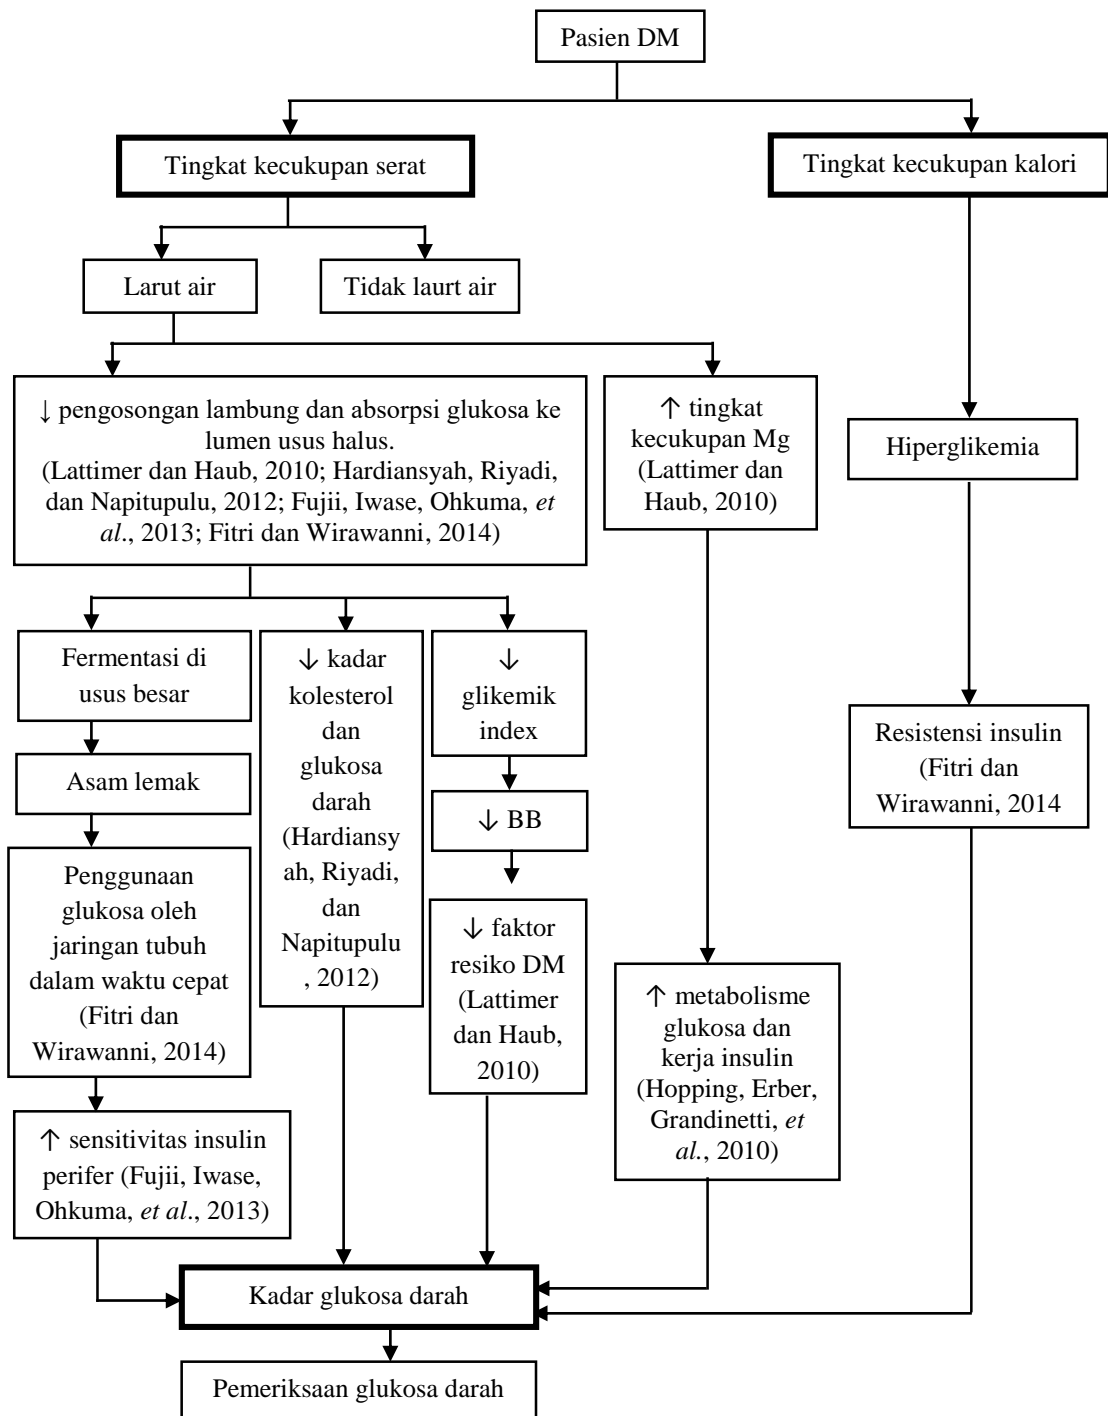 Pasien DM
Tingkat kecukupan serat
Tingkat kecukupan kalori
Larut air
Tidak laurt air
↓ pengosongan lambung dan absorpsi glukosa ke
lumen usus halus.
(Lattimer dan Haub, 2010; Hardiansyah, Riyadi,
dan Napitupulu, 2012; Fujii, Iwase, Ohkuma, et
al., 2013; Fitri dan Wirawanni, 2014)
↑ tingkat
kecukupan Mg
(Lattimer dan
Haub, 2010)
Hiperglikemia
Fermentasi di
usus besar
↓ kadar
kolesterol
dan
glukosa
darah
(Hardiansy
ah, Riyadi,
dan
Napitupulu
, 2012)
↓
glikemik
index
Resistensi insulin
(Fitri dan
Wirawanni, 2014
Asam lemak
↓ BB
Penggunaan
glukosa oleh
jaringan tubuh
dalam waktu cepat
(Fitri dan
Wirawanni, 2014)
↓ faktor
resiko DM
(Lattimer
dan Haub,
2010)
↑ metabolisme
glukosa dan
kerja insulin
(Hopping, Erber,
Grandinetti, et
al., 2010)
↑ sensitivitas insulin
perifer (Fujii, Iwase,
Ohkuma, et al., 2013)
Kadar glukosa darah
Pemeriksaan glukosa darah